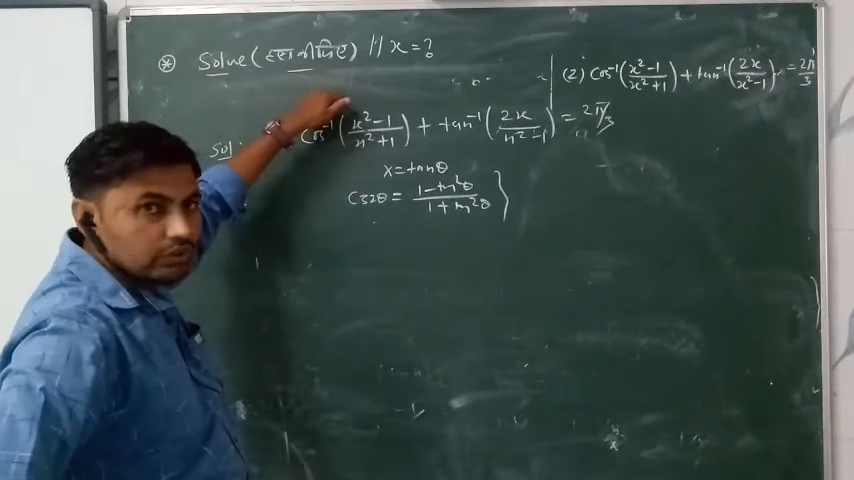 ⊛ Solve (हल कीजिए) // x = ?
(2) Cos⁻¹(x²-1/x²+1) + tan⁻¹(2x/x²-1) = 2π/3
Sol: Cos⁻¹(x²-1/x²+1) + tan⁻¹(2x/x²-1) = 2π/3
x = tanθ
Cos2θ = 1-tan²θ/1+tan²θ }